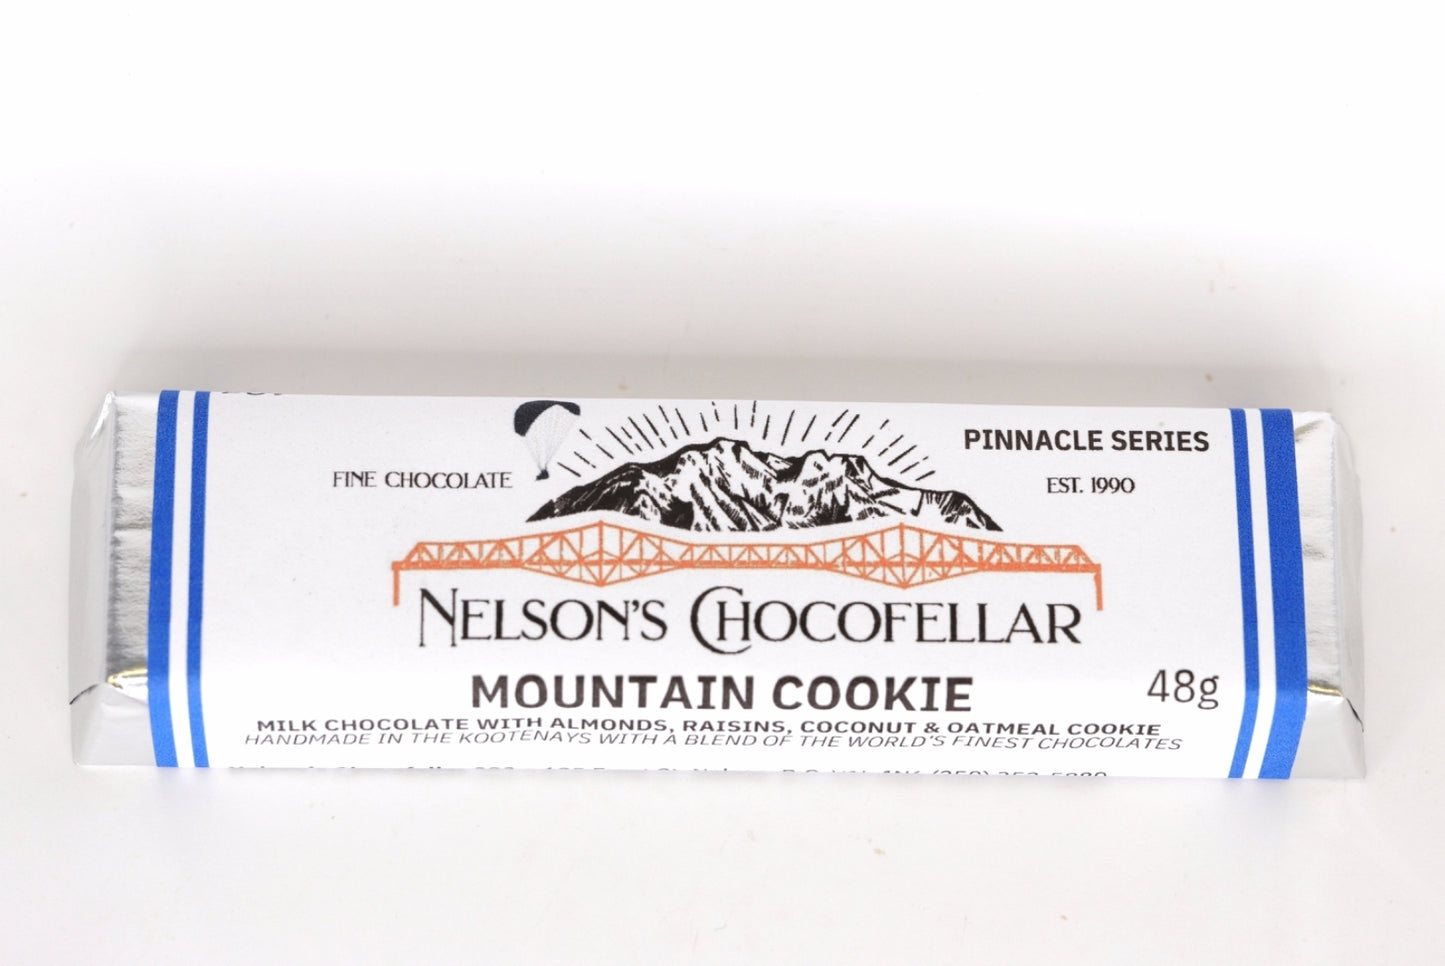 PINNACLE SERIES
FINE CHOCOLATE
EST. 1990
NELSON'S CHOCOFELLAR
MOUNTAIN COOKIE
48g
MILK CHOCOLATE WITH ALMONDS, RAISINS, COCONUT & OATMEAL COOKIE
HANDMADE IN THE KOOTENAYS WITH A BLEND OF THE WORLD'S FINEST CHOCOLATES